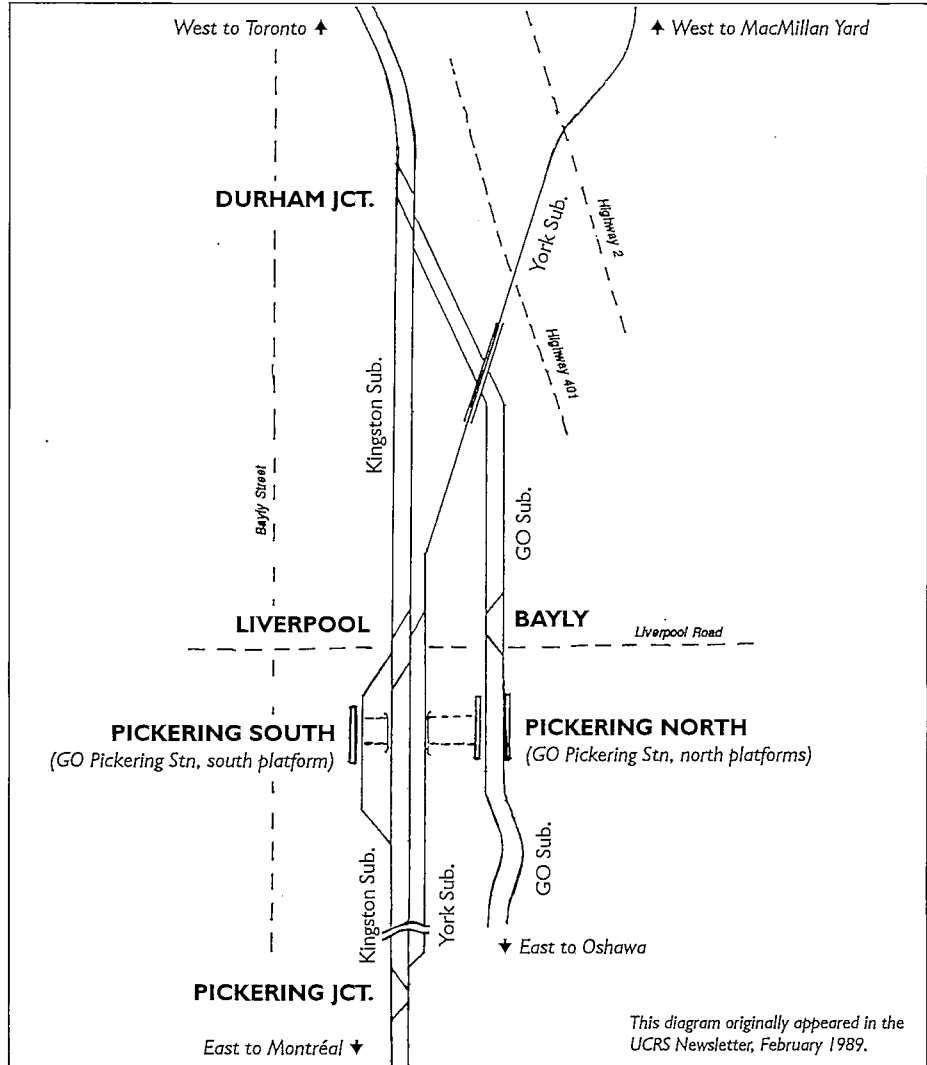 West to Toronto
West to MacMillan Yard
DURHAM JCT.
York Sub.
Highway 2
Highway 401
Kingston Sub.
Bayly Street
GO Sub.
LIVERPOOL
BAYLY
Liverpool Road
PICKERING SOUTH
(GO Pickering Stn, south platform)
PICKERING NORTH
(GO Pickering Stn, north platforms)
Kingston Sub.
York Sub.
GO Sub.
East to Oshawa
PICKERING JCT.
East to Montréal
This diagram originally appeared in the
UCRS Newsletter, February 1989.